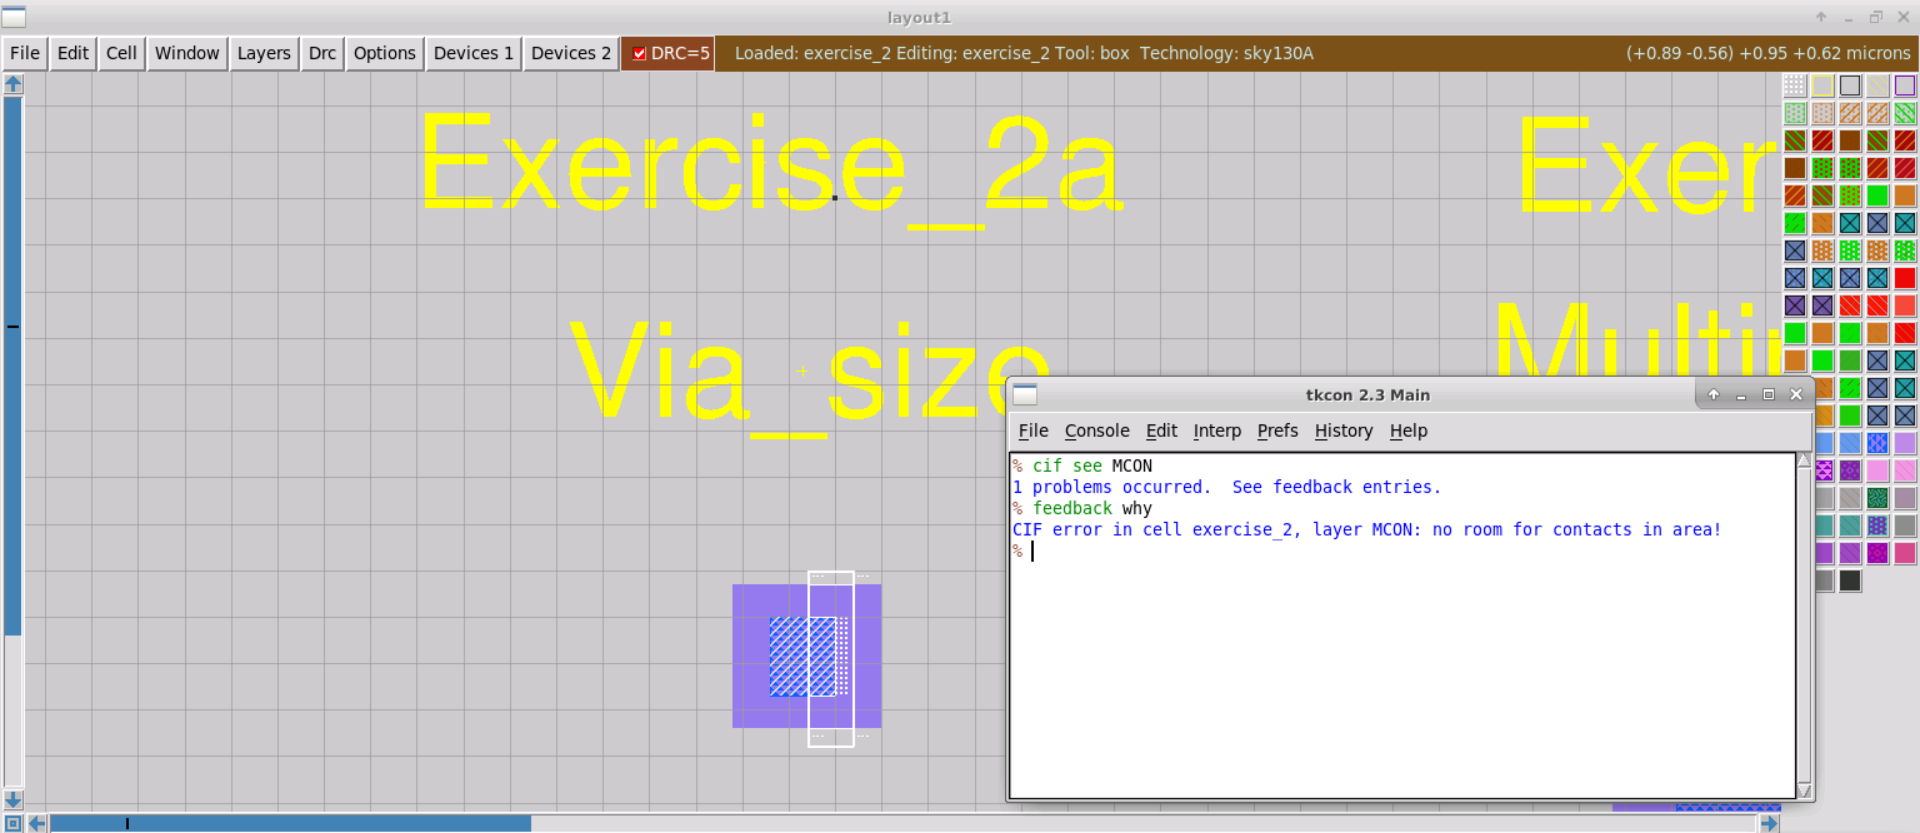 layout1
File Edit Cell Window Layers Drc Options Devices 1 Devices 2 DRC=5 Loaded: exercise_2 Editing: exercise_2 Tool: box Technology: sky130A (+0.89 -0.56) +0.95 +0.62 microns
Exercise_2a
Exer
Via_size
Multi
tkcon 2.3 Main
File Console Edit Interp Prefs History Help
% cif see MCON
1 problems occurred. See feedback entries.
% feedback why
CIF error in cell exercise_2, layer MCON: no room for contacts in area!
%